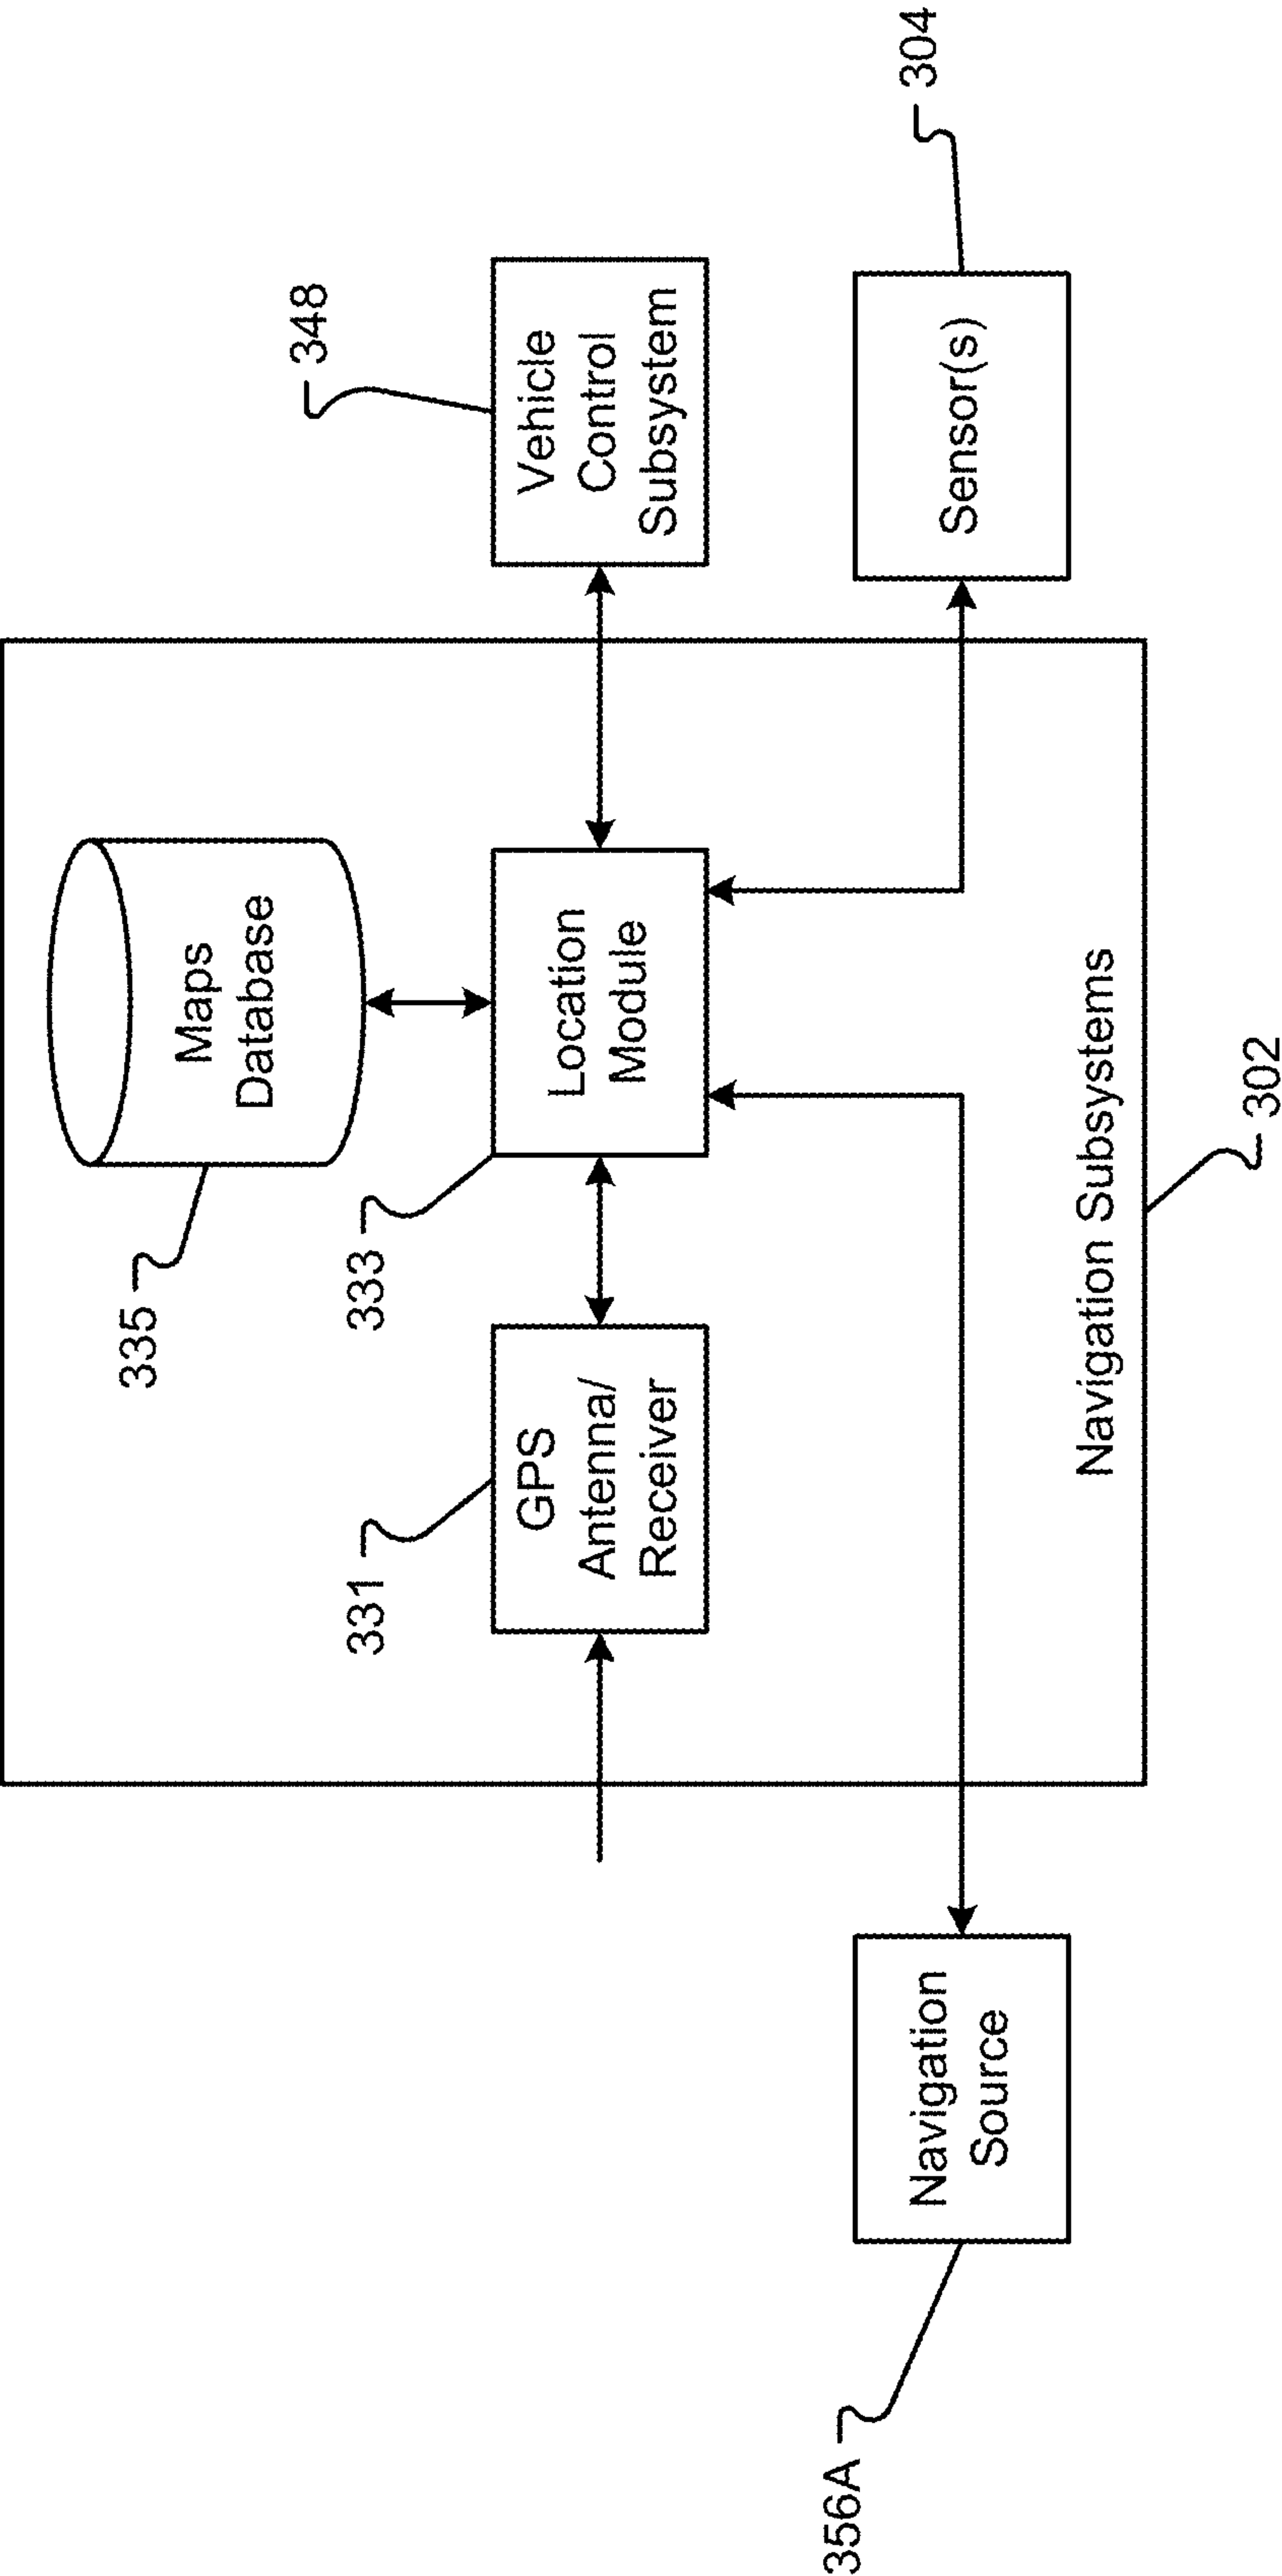 335
Maps
Database
331
333
348
GPS
Antenna/
Receiver
Location
Module
Vehicle
Control
Subsystem
356A
Navigation
Source
Sensor(s)
304
Navigation Subsystems
302